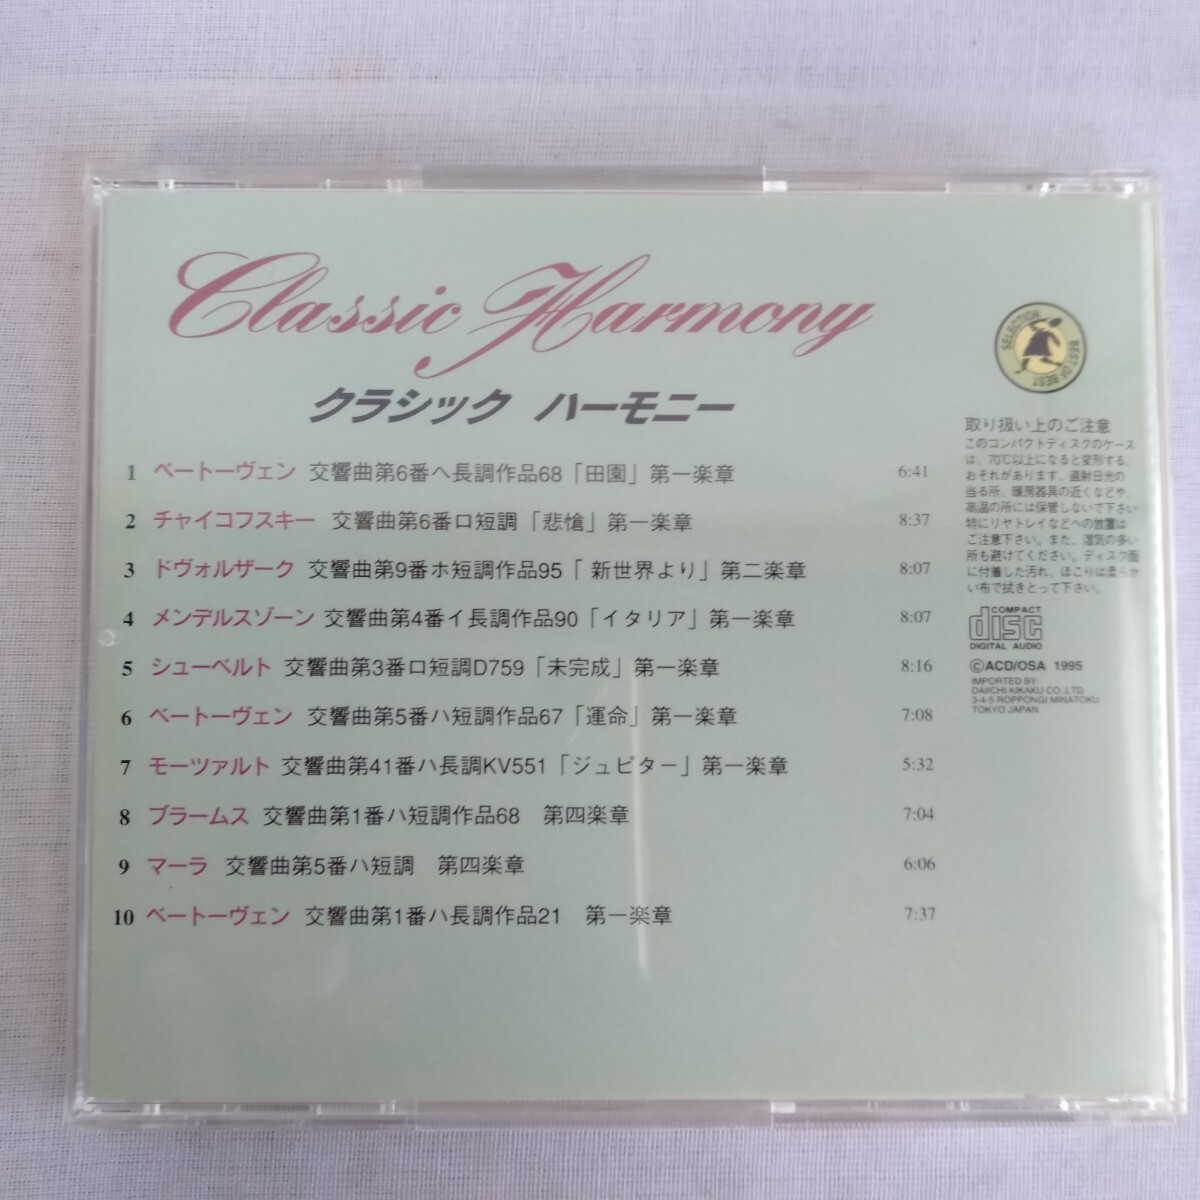 Classic Harmony
クラシック ハーモニー
1 ベートーヴェン 交響曲第6番ヘ長調作品68「田園」第一楽章 6:41
2 チャイコフスキー 交響曲第6番ロ短調「悲愴」第一楽章 8:37
3 ドヴォルザーク 交響曲第9番ホ短調作品95「新世界より」第二楽章 8:07
4 メンデルスゾーン 交響曲第4番イ長調作品90「イタリア」第一楽章 8:07
5 シューベルト 交響曲第3番ロ短調D759「未完成」第一楽章 8:16
6 ベートーヴェン 交響曲第5番ハ短調作品67「運命」第一楽章 7:08
7 モーツァルト 交響曲第41番ハ長調KV551「ジュピター」第一楽章 5:32
8 ブラームス 交響曲第1番ハ短調作品68 第四楽章 7:04
9 マーラ 交響曲第5番ハ短調 第四楽章 6:06
10 ベートーヴェン 交響曲第1番ハ長調作品21 第一楽章 7:37
SELECTION BEST OF BEST
取り扱い上のご注意
このコンパクトディスクのケース
は、70℃以上になると変形する、
おそれがあります。直射日光の
当る所、暖房器具の近くなどや、
高温の所には保管しないで下さい
特にリヤトレイなどへの放置は
ご注意下さい。また、湿気の多い
所も避けてください。ディスク面
に付着した汚れ、ほこりは柔らか
い布で拭きとって下さい。
COMPACT
disc
DIGITAL AUDIO
©ACD/OSA 1995
IMPORTED BY:
DAIICHI KIKAKU CO. LTD.
3-4-5 ROPPONGI MINATOKU
TOKYO JAPAN